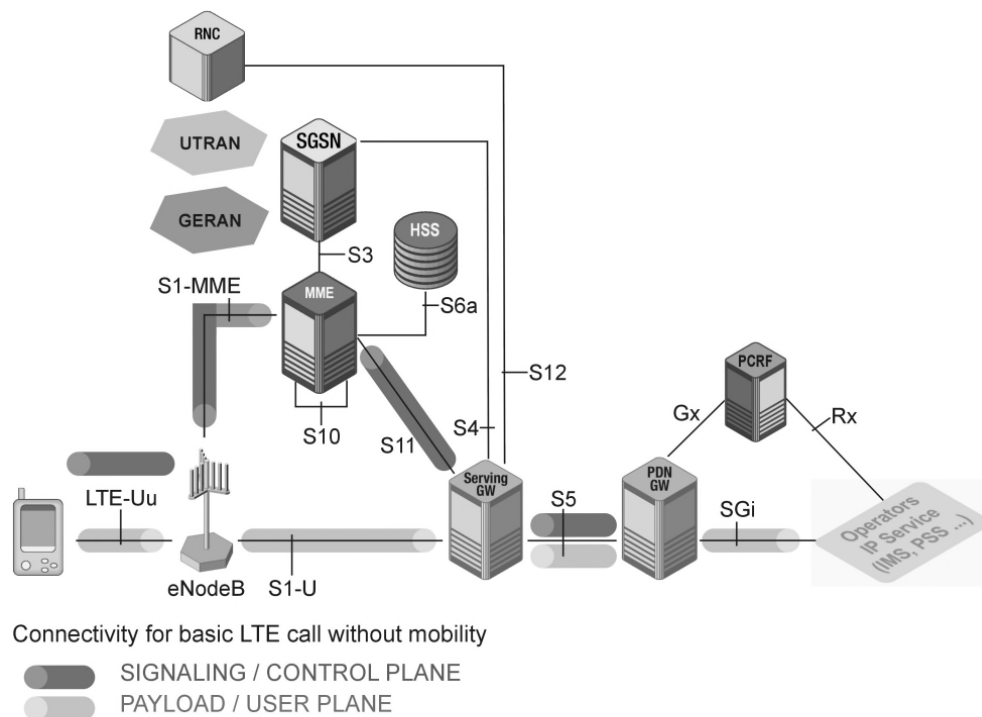 RNC
UTRAN
SGSN
GERAN
HSS
S3
S1-MME
MME
S6a
S12
PCRF
S10
S11
S4
Gx
Rx
LTE-Uu
Serving
GW
S5
PDN
GW
SGi
Operators
IP Service
(IMS, PSS ...)
eNodeB
S1-U
Connectivity for basic LTE call without mobility
SIGNALING / CONTROL PLANE
PAYLOAD / USER PLANE